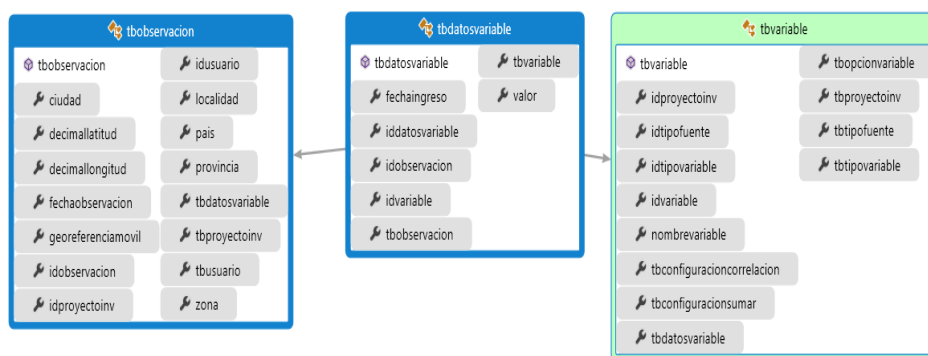 tbobservacion
tbobservacion
ciudad
decimallatitud
decimallongitud
fechaobservacion
georeferenciamovil
idobservacion
idproyectoinv
idusuario
localidad
pais
provincia
tbdatosvariable
tbproyectoinv
tbusuario
zona
tbdatosvariable
tbdatosvariable
fechaingreso
iddatosvariable
idobservacion
idvariable
tbobservacion
tbvariable
valor
tbvariable
tbvariable
idproyectoinv
idtipofuente
idtipovariable
idvariable
nombrevariable
tbconfiguracioncorrelacion
tbconfiguracionsumar
tbdatosvariable
tbopcionvariable
tbproyectoinv
tbtipofuente
tbtipovariable